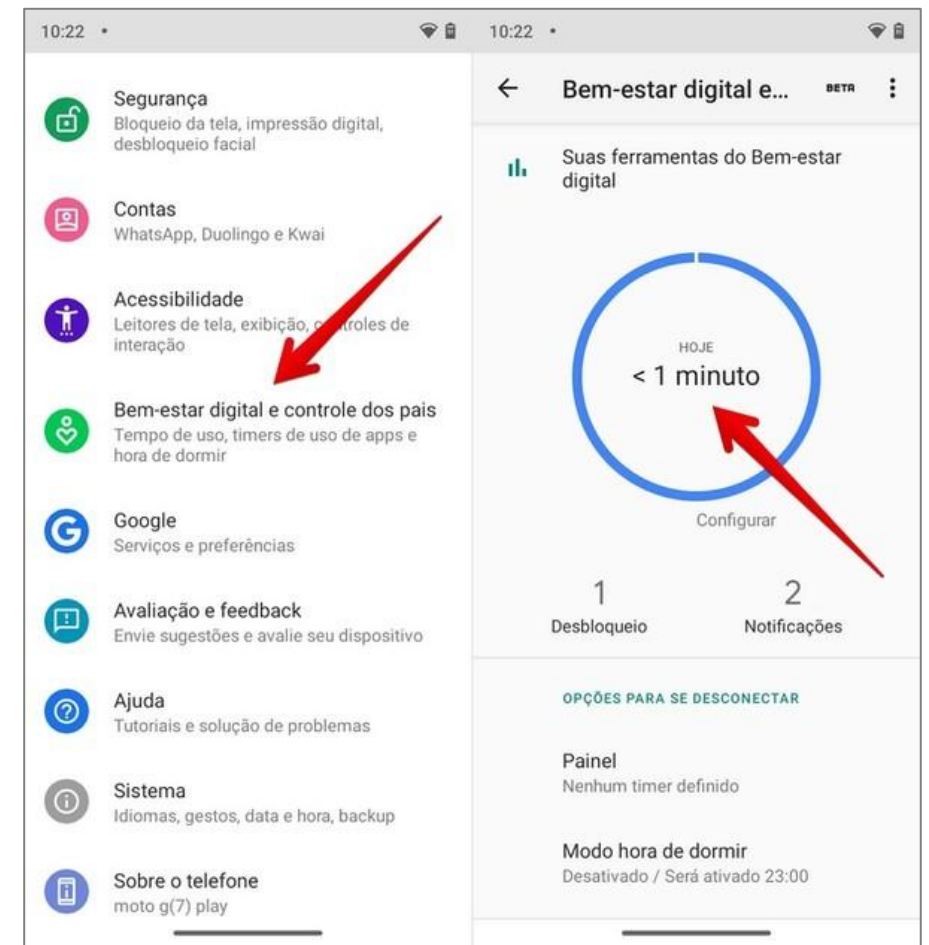 10:22
Segurança
Bloqueio da tela, impressão digital,
desbloqueio facial
Contas
WhatsApp, Duolingo e Kwai
Acessibilidade
Leitores de tela, exibição, controles de
interação
Bem-estar digital e controle dos pais
Tempo de uso, timers de uso de apps e
hora de dormir
Google
Serviços e preferências
Avaliação e feedback
Envie sugestões e avalie seu dispositivo
Ajuda
Tutoriais e solução de problemas
Sistema
Idiomas, gestos, data e hora, backup
Sobre o telefone
moto g(7) play
10:22
Bem-estar digital e... BETA
Suas ferramentas do Bem-estar
digital
HOJE
< 1 minuto
Configurar
1 2
Desbloqueio Notificações
OPÇÕES PARA SE DESCONECTAR
Painel
Nenhum timer definido
Modo hora de dormir
Desativado / Será ativado 23:00